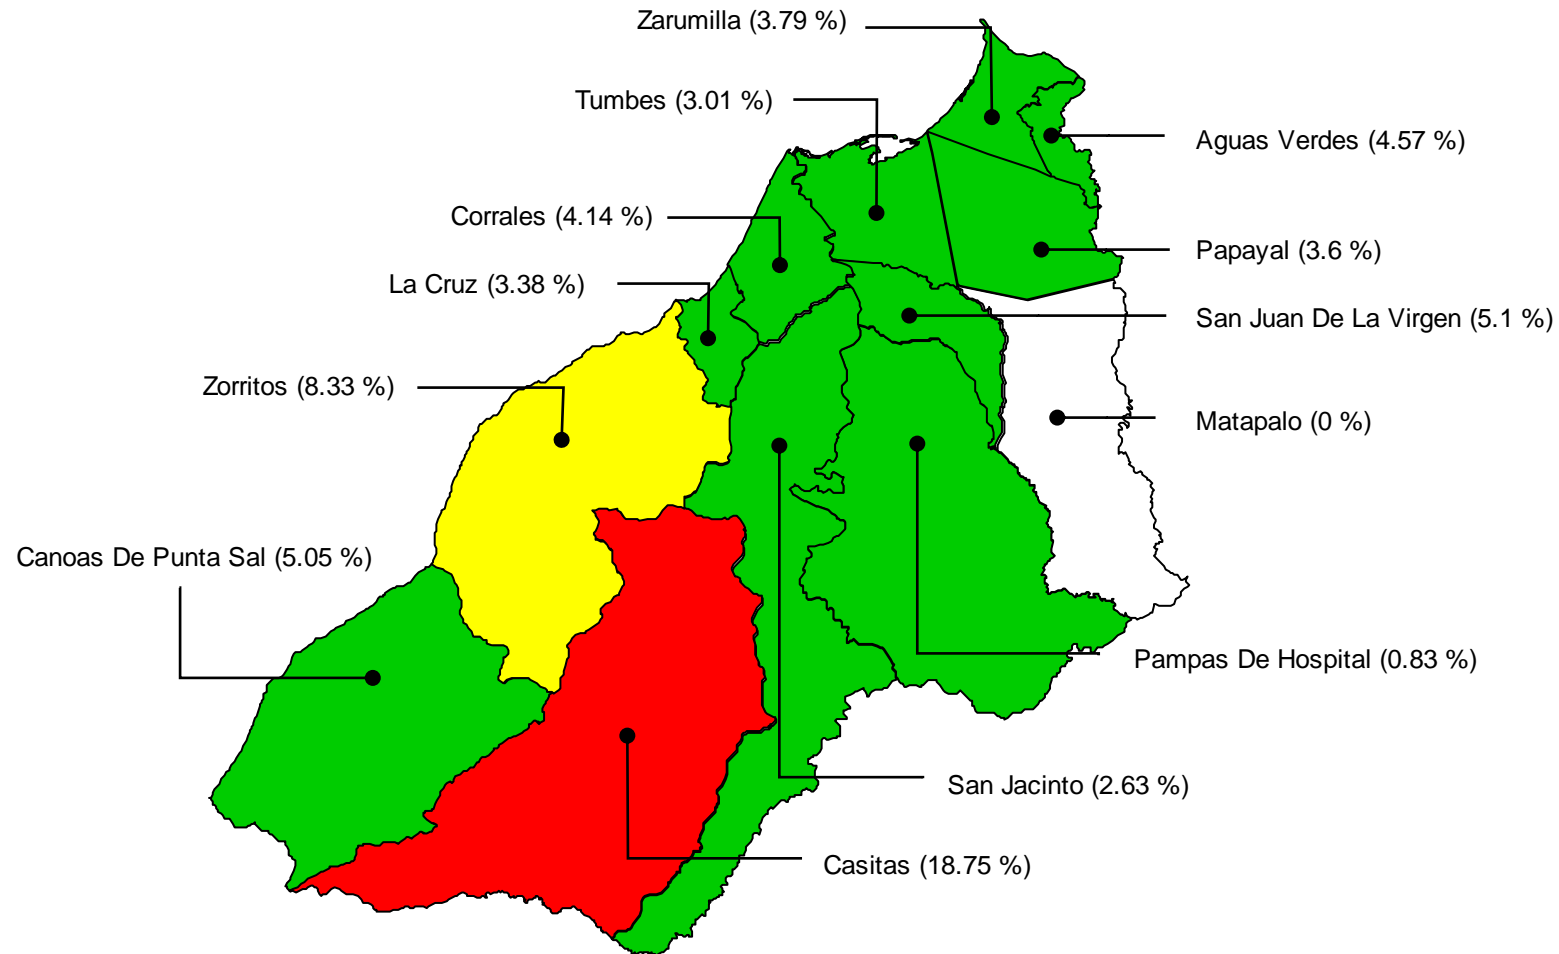 Zarumilla (3.79 %)
Tumbes (3.01 %)
Aguas Verdes (4.57 %)
Corrales (4.14 %)
Papayal (3.6 %)
La Cruz (3.38 %)
San Juan De La Virgen (5.1 %)
Zorritos (8.33 %)
Matapalo (0 %)
Canoas De Punta Sal (5.05 %)
Pampas De Hospital (0.83 %)
San Jacinto (2.63 %)
Casitas (18.75 %)